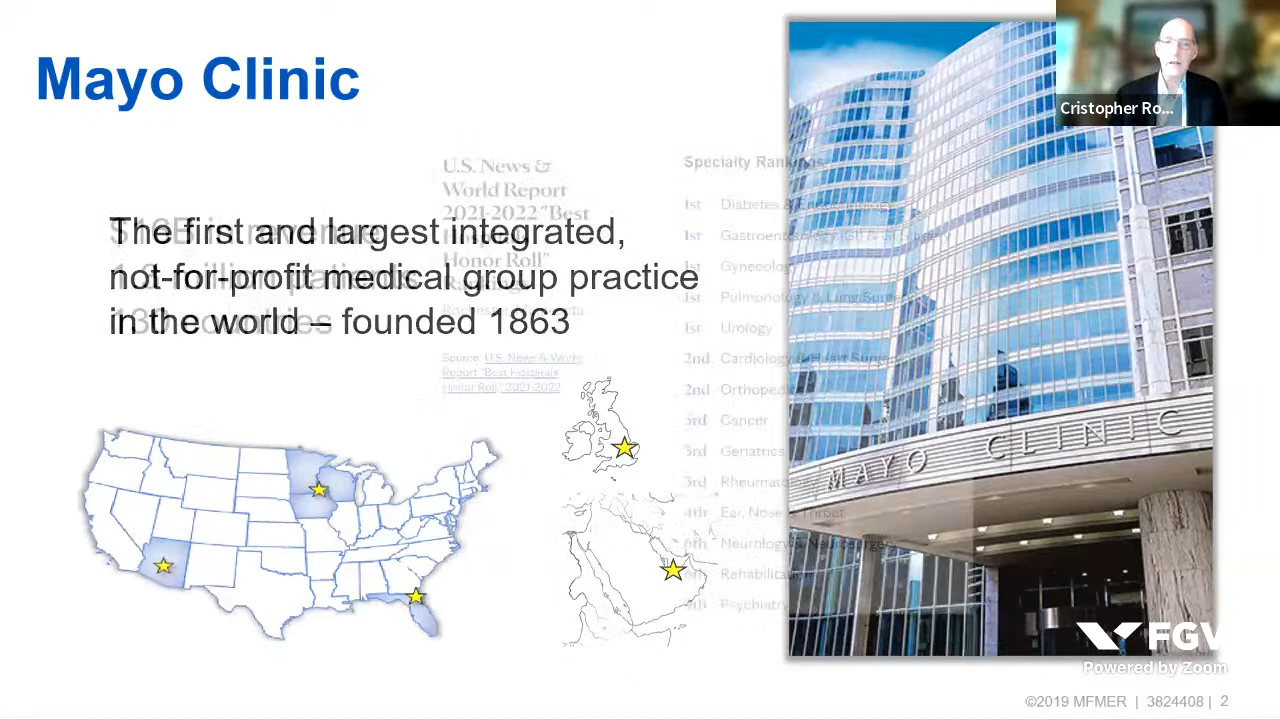 Mayo Clinic
Cristopher Ro...
The first and largest integrated,
not-for-profit medical group practice
in the world – founded 1863
U.S. News &
World Report
2021-2022 "Best
Honor Roll"
Source: U.S. News & World
Report "Best Hospitals
Honor Roll" 2021-2022
Specialty Rankings
1st Diabetes &
1st
1st Gynecology
1st Pulmonology & Lung Surgery
1st Urology
2nd Cardiology & Heart Surgery
2nd Orthopedics
3rd Cancer
3rd Geriatrics
3rd Rheumatology
4th Ear, Nose & Throat
Neurology & Neurosurgery
Rehabilitation
Psychiatry
MAYO CLINIC
FGV
Powered by Zoom
©2019 MFMER | 3824408 | 2